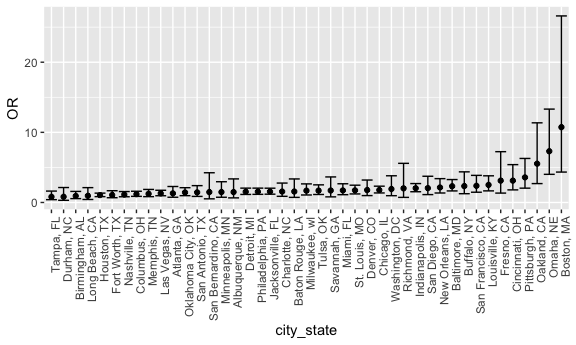 OR
20
10
0
Tampa, FL
Durham, NC
Birmingham, AL
Long Beach, CA
Houston, TX
Fort Worth, TX
Nashville, TN
Columbus, OH
Memphis, TN
Las Vegas, NV
Atlanta, GA
Oklahoma City, OK
San Antonio, TX
San Bernardino, CA
Minneapolis, MN
Albuquerque, NM
Detroit, MI
Philadelphia, PA
Jacksonville, FL
Charlotte, NC
Baton Rouge, LA
Milwaukee, wI
Tulsa, OK
Savannah, GA
Miami, FL
St. Louis, MO
Denver, CO
Chicago, IL
Washington, DC
Richmond, VA
Indianapolis, IN
San Diego, CA
New Orleans, LA
Baltimore, MD
Buffalo, NY
San Francisco, CA
Louisville, KY
Fresno, CA
Cincinnati, OH
Pittsburgh, PA
Oakland, CA
Omaha, NE
Boston, MA
city_state